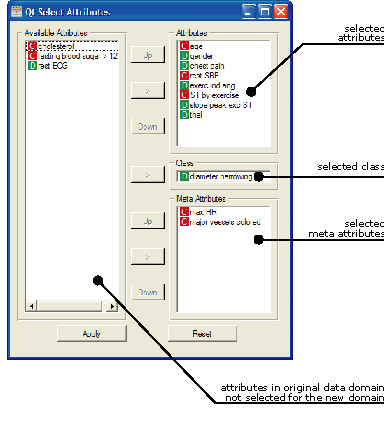 Qt Select Attributes
Available Attributes
C cholesterol
C fasting blood sugar > 12
D rest ECG
Up
>
Down
Attributes
C age
D gender
D chest pain
C rest SBP
D exerc ind ang
C ST by exercise
D slope peak exc ST
D thal
selected
attributes
>
Class
D diameter narrowing
selected class
Meta Attributes
C max HR
C major vessels colored
Up
>
Down
selected
meta attributes
Apply
Reset
attributes in original data domain
not selected for the new domain